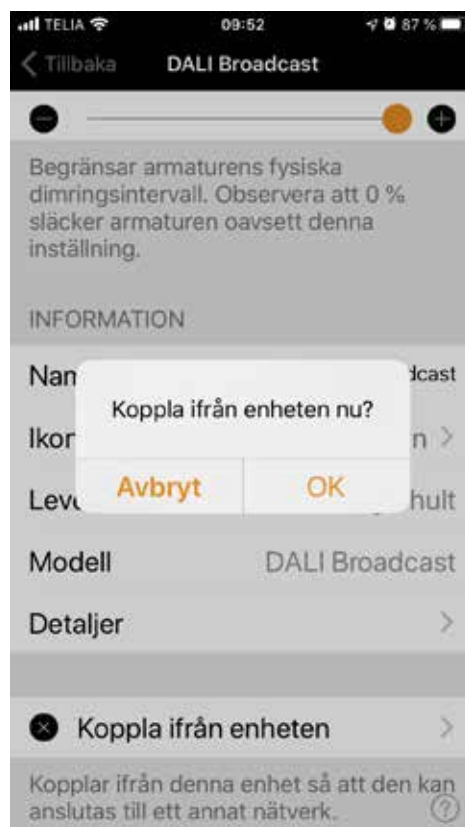 TELIA 09:52 87 %
Tillbaka DALI Broadcast
Begränsar armaturens fysiska
dimringsintervall. Observera att 0 %
släcker armaturen oavsett denna
inställning.
INFORMATION
Nam dcast
Koppla ifrån enheten nu?
Ikon n
Avbryt OK
Leve hult
Modell DALI Broadcast
Detaljer
Koppla ifrån enheten
Kopplar ifrån denna enhet så att den kan
anslutas till ett annat nätverk. ?